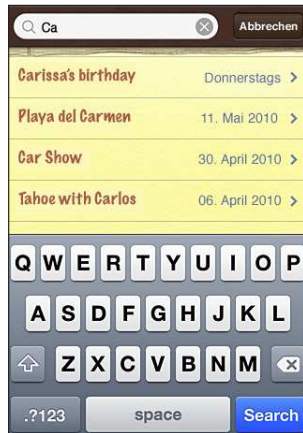 Ca
Abbrechen
Carissa's birthday Donnerstags
Playa del Carmen 11. Mai 2010
Car Show 30. April 2010
Tahoe with Carlos 06. April 2010
Q W E R T Y U I O P
A S D F G H J K L
Z X C V B N M
.?123 space Search